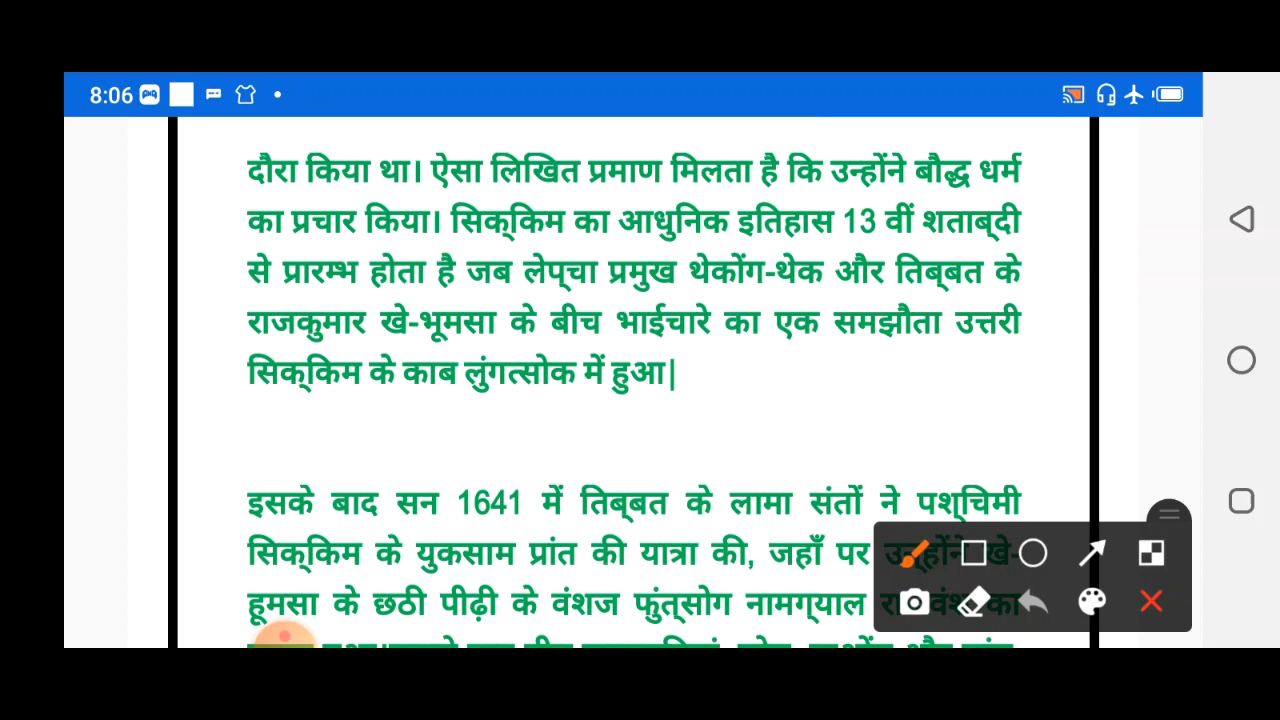 8:06
दौरा किया था। ऐसा लिखित प्रमाण मिलता है कि उन्होंने बौद्ध धर्म
का प्रचार किया। सिक्किम का आधुनिक इतिहास 13 वीं शताब्दी
से प्रारम्भ होता है जब लेप्चा प्रमुख थेकोंग-थेक और तिब्बत के
राजकुमार खे-भूमसा के बीच भाईचारे का एक समझौता उत्तरी
सिक्किम के काब लुंगत्सोक में हुआ|
इसके बाद सन 1641 में तिब्बत के लामा संतों ने पश्चिमी
सिक्किम के युकसाम प्रांत की यात्रा की, जहाँ पर उन्होंने खे-
हूमसा के छठी पीढ़ी के वंशज फुंत्सोग नामग्याल